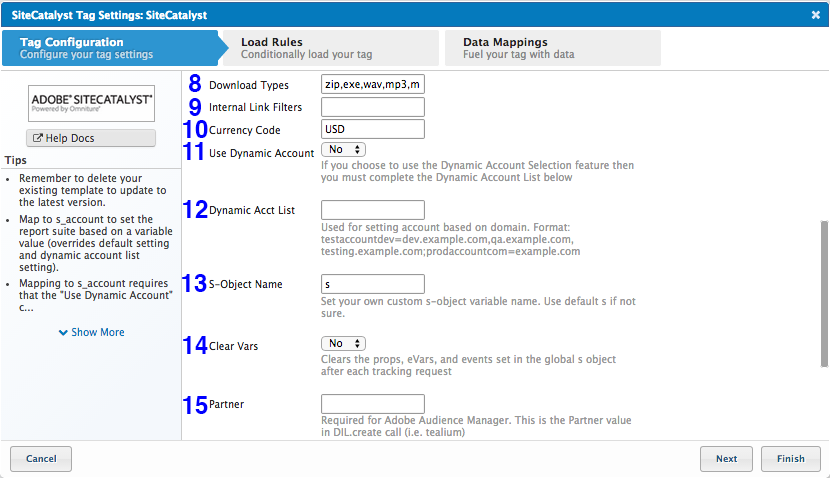 SiteCatalyst Tag Settings: SiteCatalyst
Tag Configuration
Configure your tag settings
Load Rules
Conditionally load your tag
Data Mappings
Fuel your tag with data
ADOBE® SITECATALYST®
Powered by Omniture®
Help Docs
Tips
• Remember to delete your
existing template to update to
the latest version.
• Map to s_account to set the
report suite based on a variable
value (overrides default setting
and dynamic account list
setting).
• Mapping to s_account requires
that the "Use Dynamic Account"
c...
Show More
8 Download Types zip,exe,wav,mp3,m
9 Internal Link Filters
10 Currency Code USD
11 Use Dynamic Account No
If you choose to use the Dynamic Account Selection feature then
you must complete the Dynamic Account List below
12 Dynamic Acct List
Used for setting account based on domain. Format:
testaccountdev=dev.example.com,qa.example.com,
testing.example.com;prodaccountcom=example.com
13 S-Object Name s
Set your own custom s-object variable name. Use default s if not
sure.
14 Clear Vars No
Clears the props, eVars, and events set in the global s object
after each tracking request
15 Partner
Required for Adobe Audience Manager. This is the Partner value
in DIL.create call (i.e. tealium)
Cancel
Next
Finish